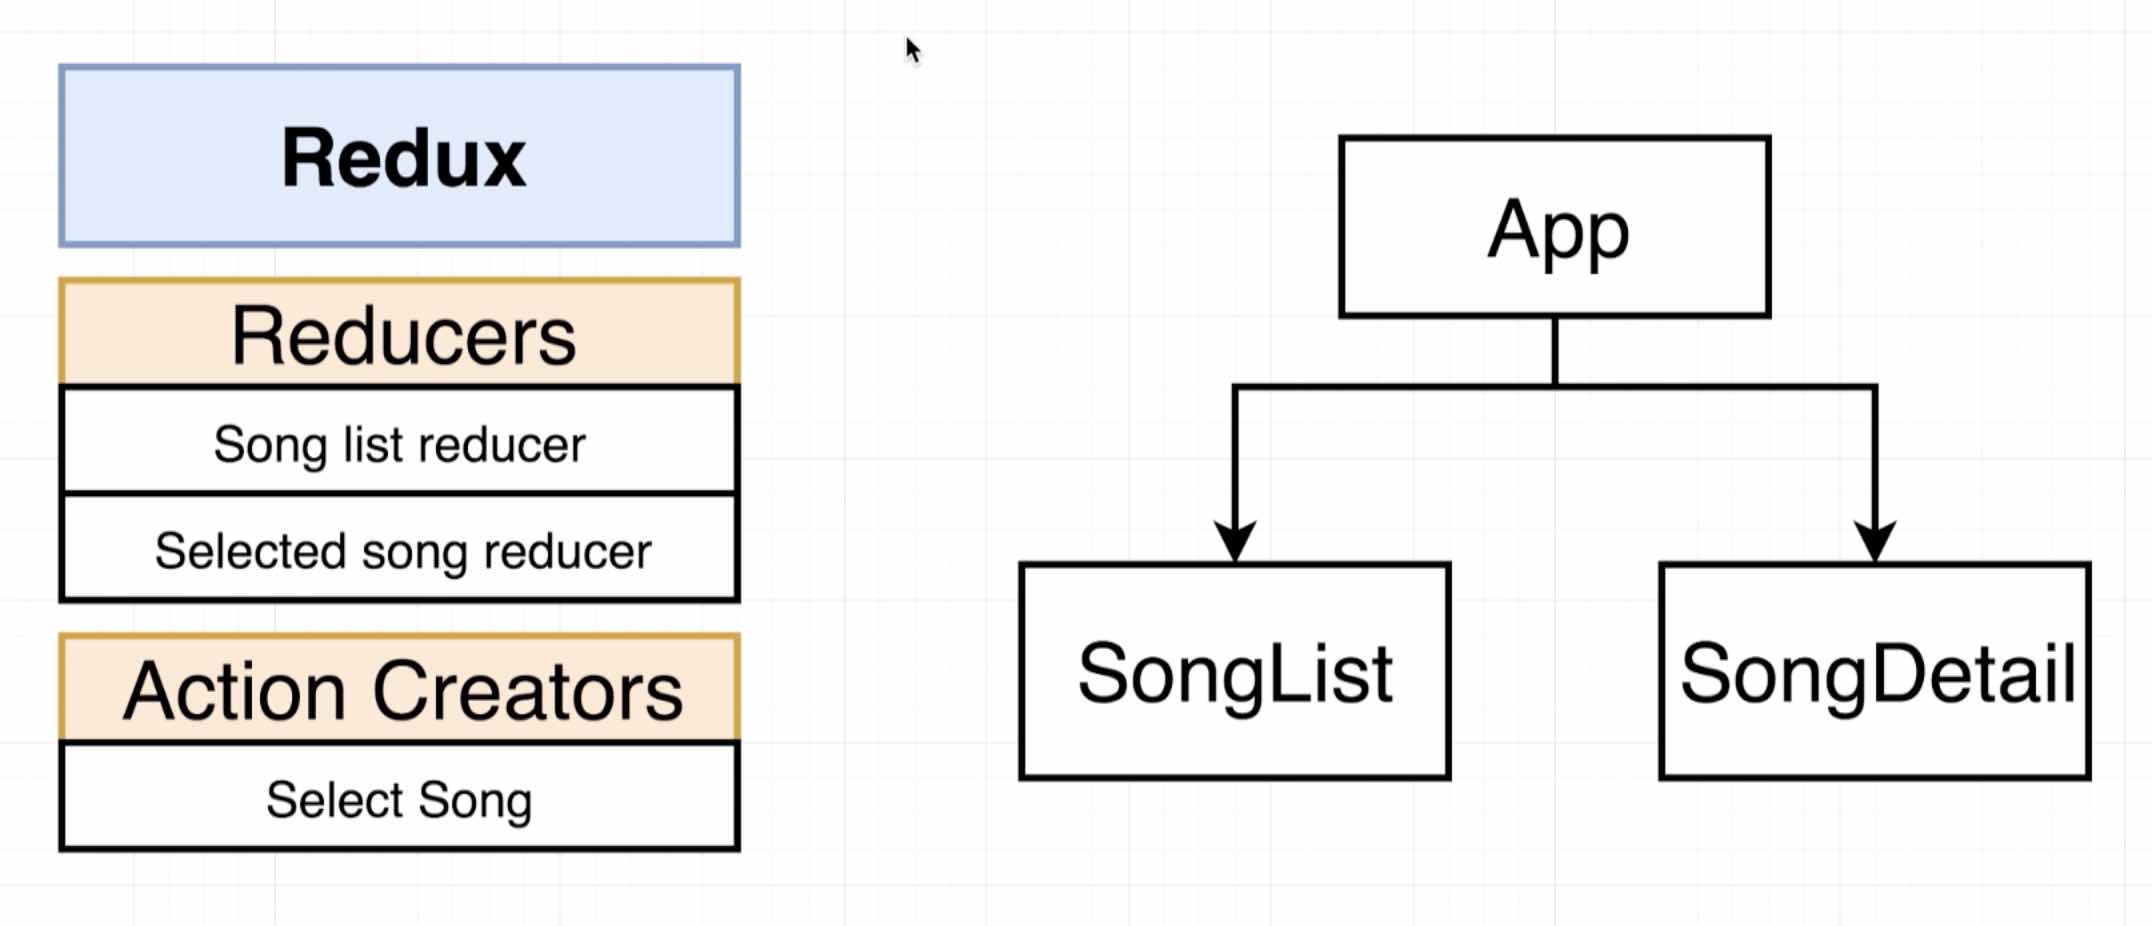 Redux
Reducers
Song list reducer
Selected song reducer
Action Creators
Select Song
App
SongList
SongDetail